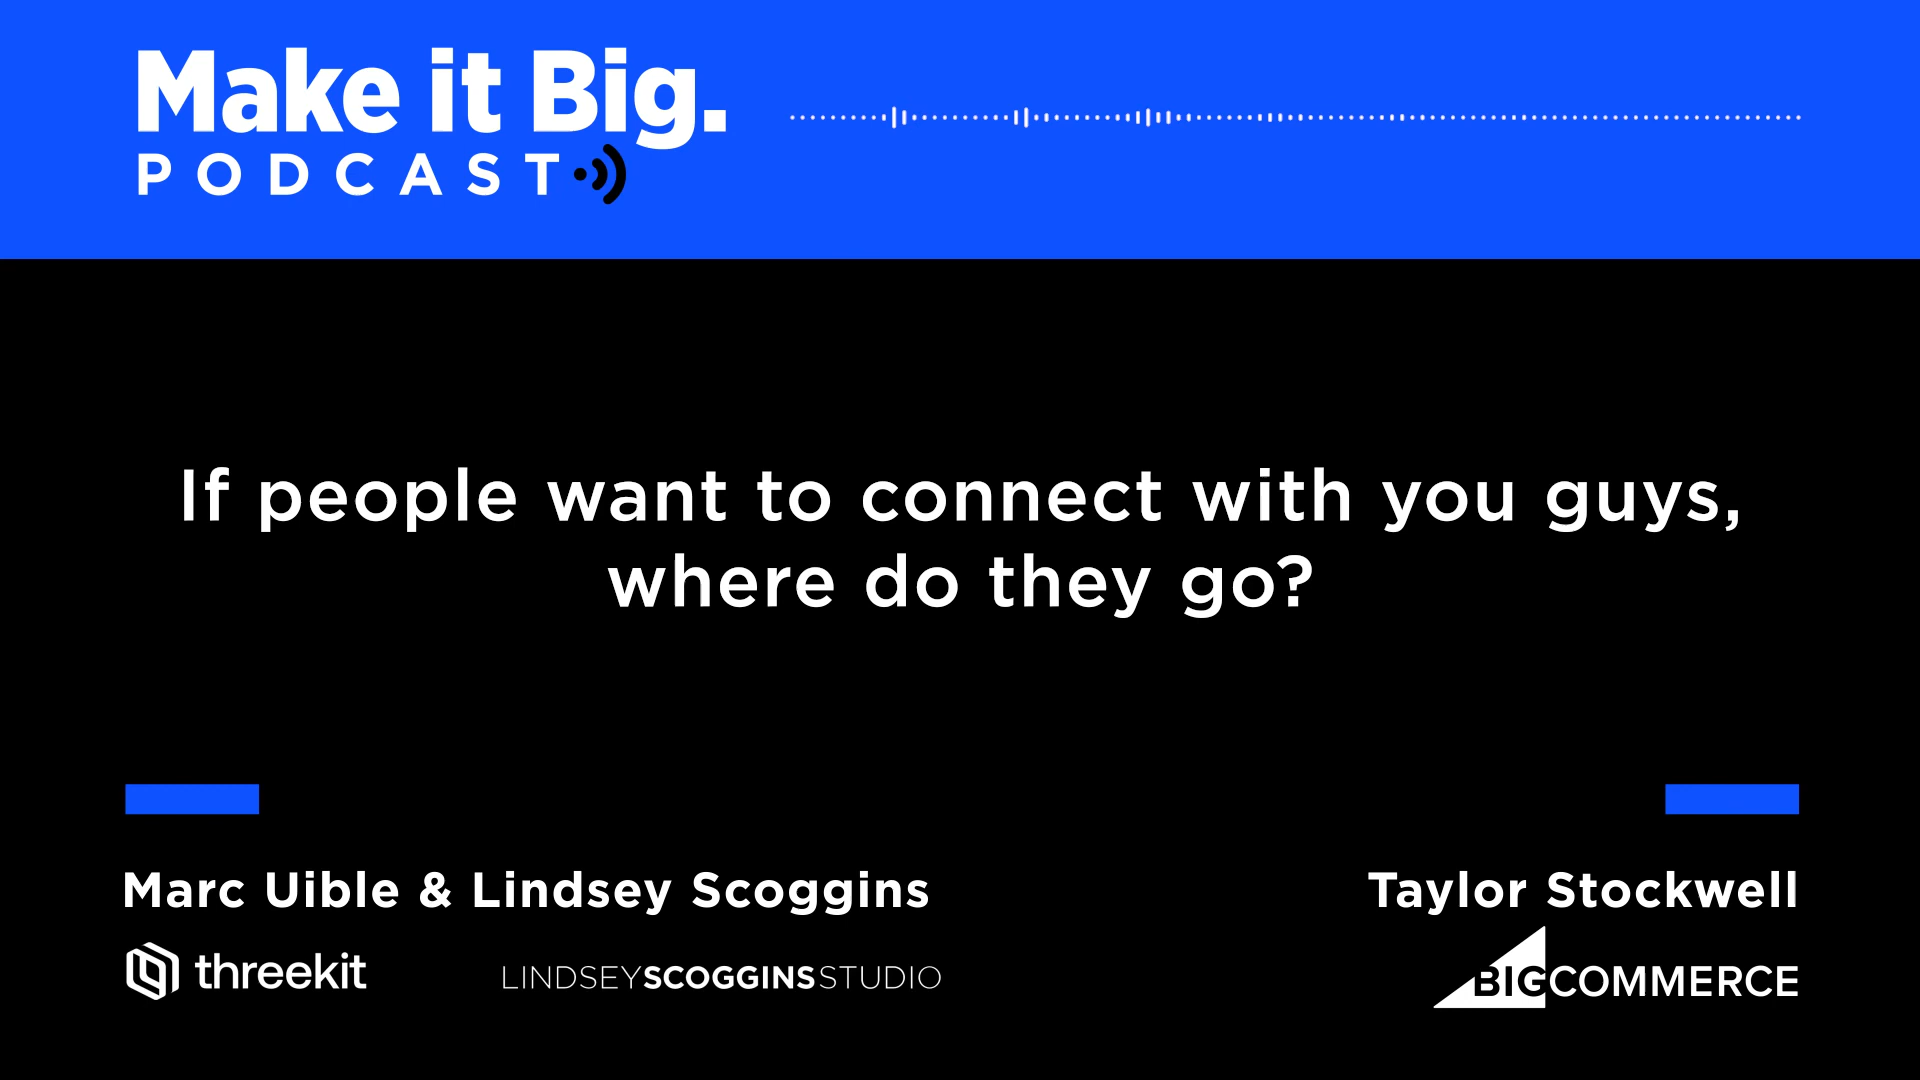 Make it Big.
PODCAST
If people want to connect with you guys,
where do they go?
Marc Uible & Lindsey Scoggins
Taylor Stockwell
threekit
LINDSEYSCOGGINSSTUDIO
BIGCOMMERCE